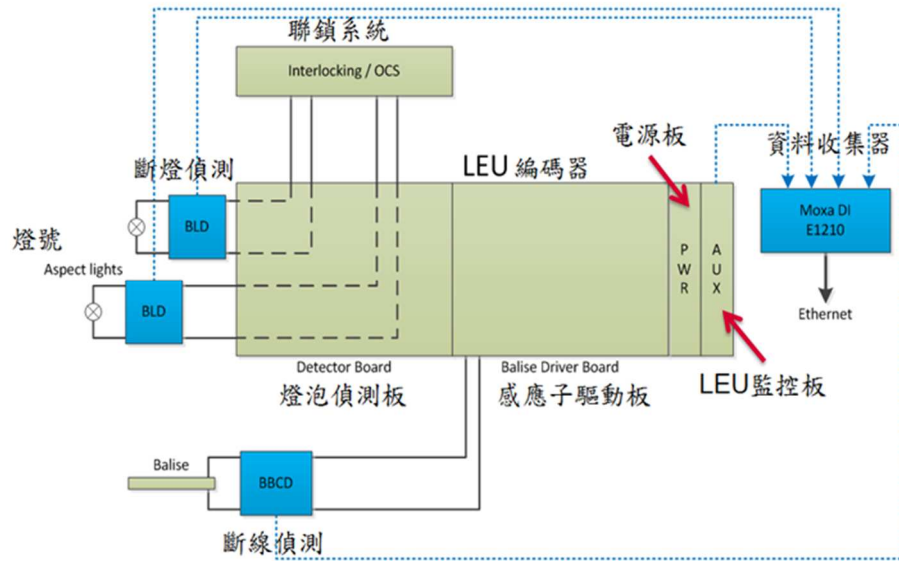 聯鎖系統
Interlocking / OCS
電源板
LEU 編碼器
資料收集器
斷燈偵測
BLD
Moxa DI
E1210
燈號
PWR
AUX
Aspect lights
BLD
Ethernet
Detector Board
燈泡偵測板
Balise Driver Board
感應子驅動板
LEU監控板
Balise
BBCD
斷線偵測